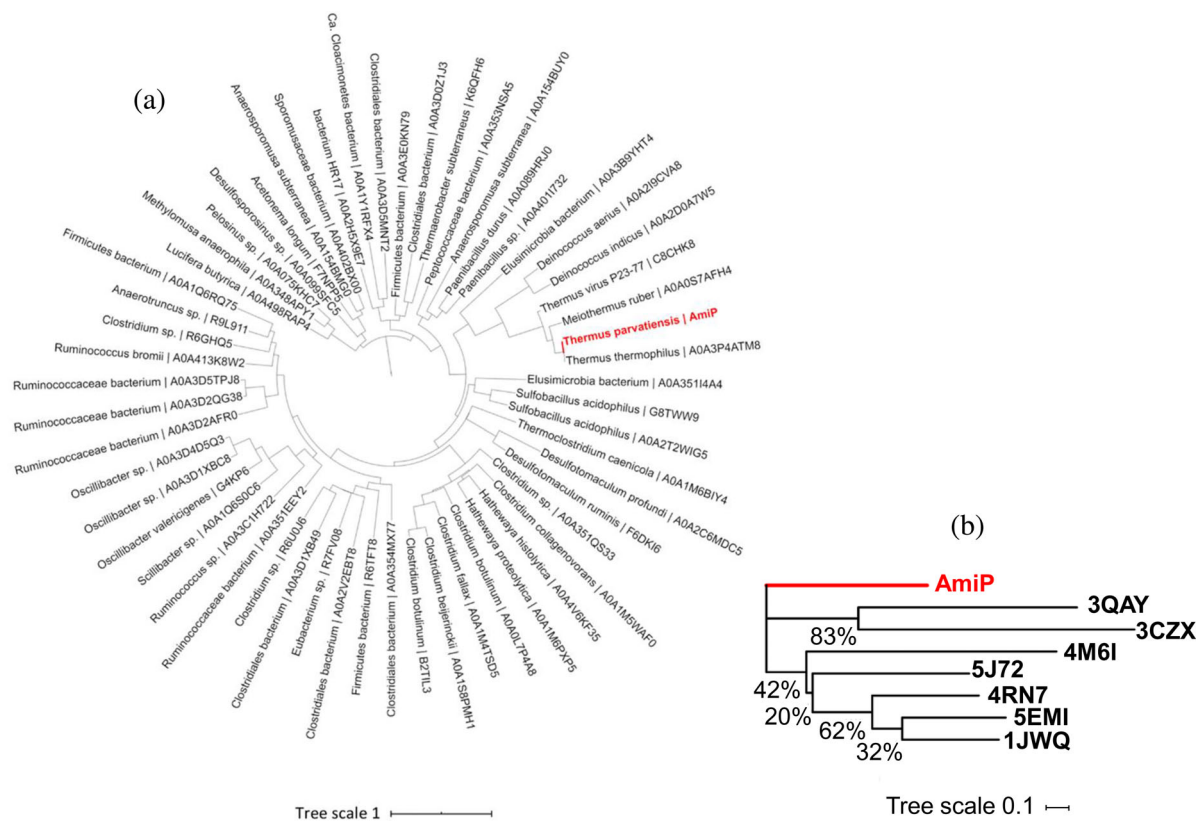 (a)
Firmicutes bacterium | A0A1Q6RQ75
Methylomusa anaerophila | A0A348APY1
Lucifera butyrica | A0A498RAP4
Pelosinus sp. | A0A075KHC7
Desulfosporosinus sp. | A0A099SFC5
Acetonema longum | F7NPP5
Anaerosporomusa subterranea | A0A154BMG0
Sporomusaceae bacterium | A0A402BX00
bacterium HR17 | A0A2H5X9E7
Ca. Cloacimonetes bacterium | A0A1Y1RFX4
Clostridiales bacterium | A0A3D5MNT2
Firmicutes bacterium | A0A3E0KN79
Clostridiales bacterium | A0A3D0Z1J3
Thermaerobacter subterraneus | K6QFH6
Peptococcaceae bacterium | A0A353NSA5
Anaerosporomusa subterranea | A0A154BUY0
Paenibacillus durus | A0A089HRJ0
Paenibacillus sp. | A0A401I732
Elusimicrobia bacterium | A0A3B9YHT4
Deinococcus aerius | A0A2I9CVA8
Deinococcus indicus | A0A2D0A7W5
Thermus virus P23-77 | C8CHK8
Meiothermus ruber | A0A0S7AFH4
Thermus parvatiensis | AmiP
Thermus thermophilus | A0A3P4ATM8
Elusimicrobia bacterium | A0A351I4A4
Sulfobacillus acidophilus | G8TWW9
Sulfobacillus acidophilus | A0A2T2WIG5
Thermoclostridium caenicola | A0A1M6BIY4
Desulfotomaculum profundi | A0A2C6MDC5
Desulfotomaculum ruminis | F6DKI6
Clostridium sp. | A0A351QS33
Clostridium collagenovorans | A0A1M5WAF0
Hathewaya histolytica | A0A4V6KF35
Hathewaya proteolytica | A0A1M6PXP5
Clostridium botulinum | A0A0L7P4A8
Clostridium fallax | A0A1M4TSD5
Clostridium beijerinckii | A0A1S8PMH1
Clostridium botulinum | B2TIL3
Clostridiales bacterium | A0A354MX77
Firmicutes bacterium | R6TFT8
Clostridiales bacterium | A0A2V2EBT8
Eubacterium sp. | R7FV08
Clostridiales bacterium | A0A3D1XB49
Clostridium sp. | R6U0J6
Ruminococcaceae bacterium | A0A351EEY2
Ruminococcus sp. | A0A3C1H722
Scillibacter sp. | A0A1Q6S0C6
Oscillibacter valericigenes | G4KP6
Oscillibacter sp. | A0A3D1XBC8
Oscillibacter sp. | A0A3D4D5Q3
Ruminococcaceae bacterium | A0A3D2AFR0
Ruminococcaceae bacterium | A0A3D2QG38
Ruminococcaceae bacterium | A0A3D5TPJ8
Ruminococcus bromii | A0A413K8W2
Clostridium sp. | R6GHQ5
Anaerotruncus sp. | R9L911
Tree scale 1
(b)
AmiP
3QAY
3CZX
83%
4M6I
5J72
42%
4RN7
20%
5EMI
62%
1JWQ
32%
Tree scale 0.1